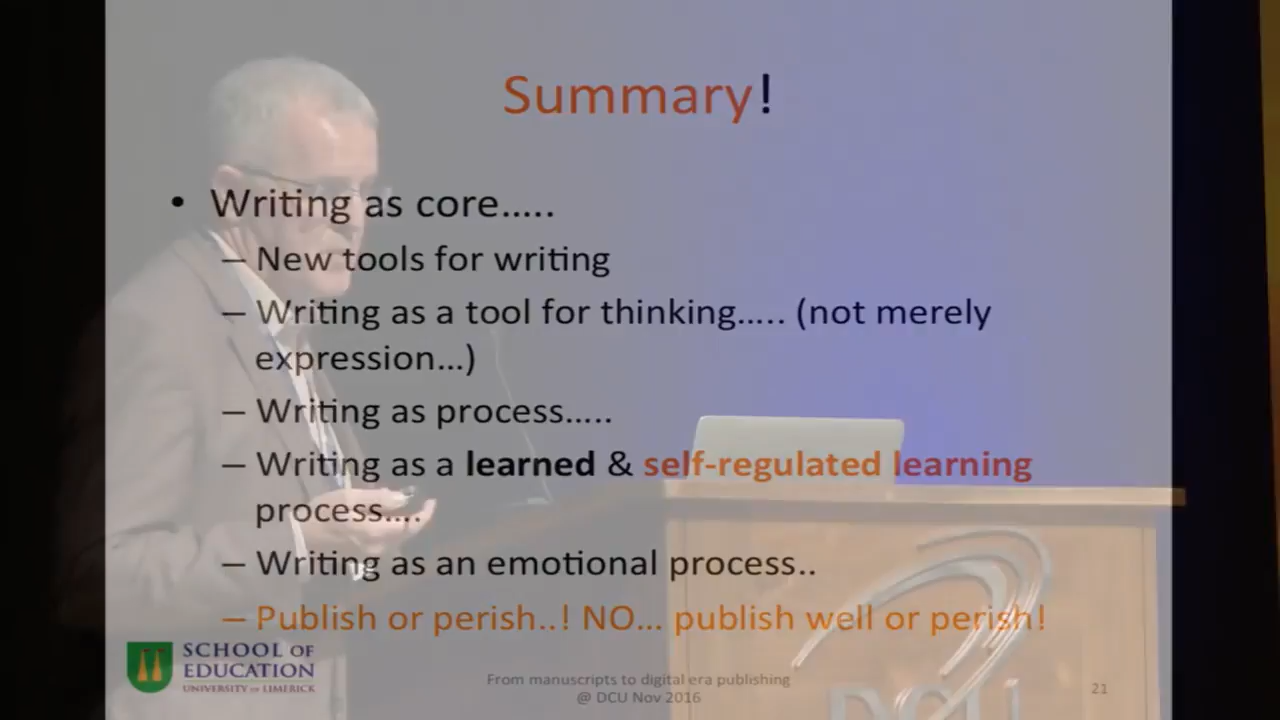 Summary!
• Writing as core.....
– New tools for writing
– Writing as a tool for thinking..... (not merely
expression...)
– Writing as process.....
– Writing as a learned & self-regulated learning
process....
– Writing as an emotional process..
– Publish or perish..! NO... publish well or perish!
SCHOOL OF
EDUCATION
UNIVERSITY OF LIMERICK
From manuscripts to digital era publishing
@ DCU Nov 2016
21
DCU